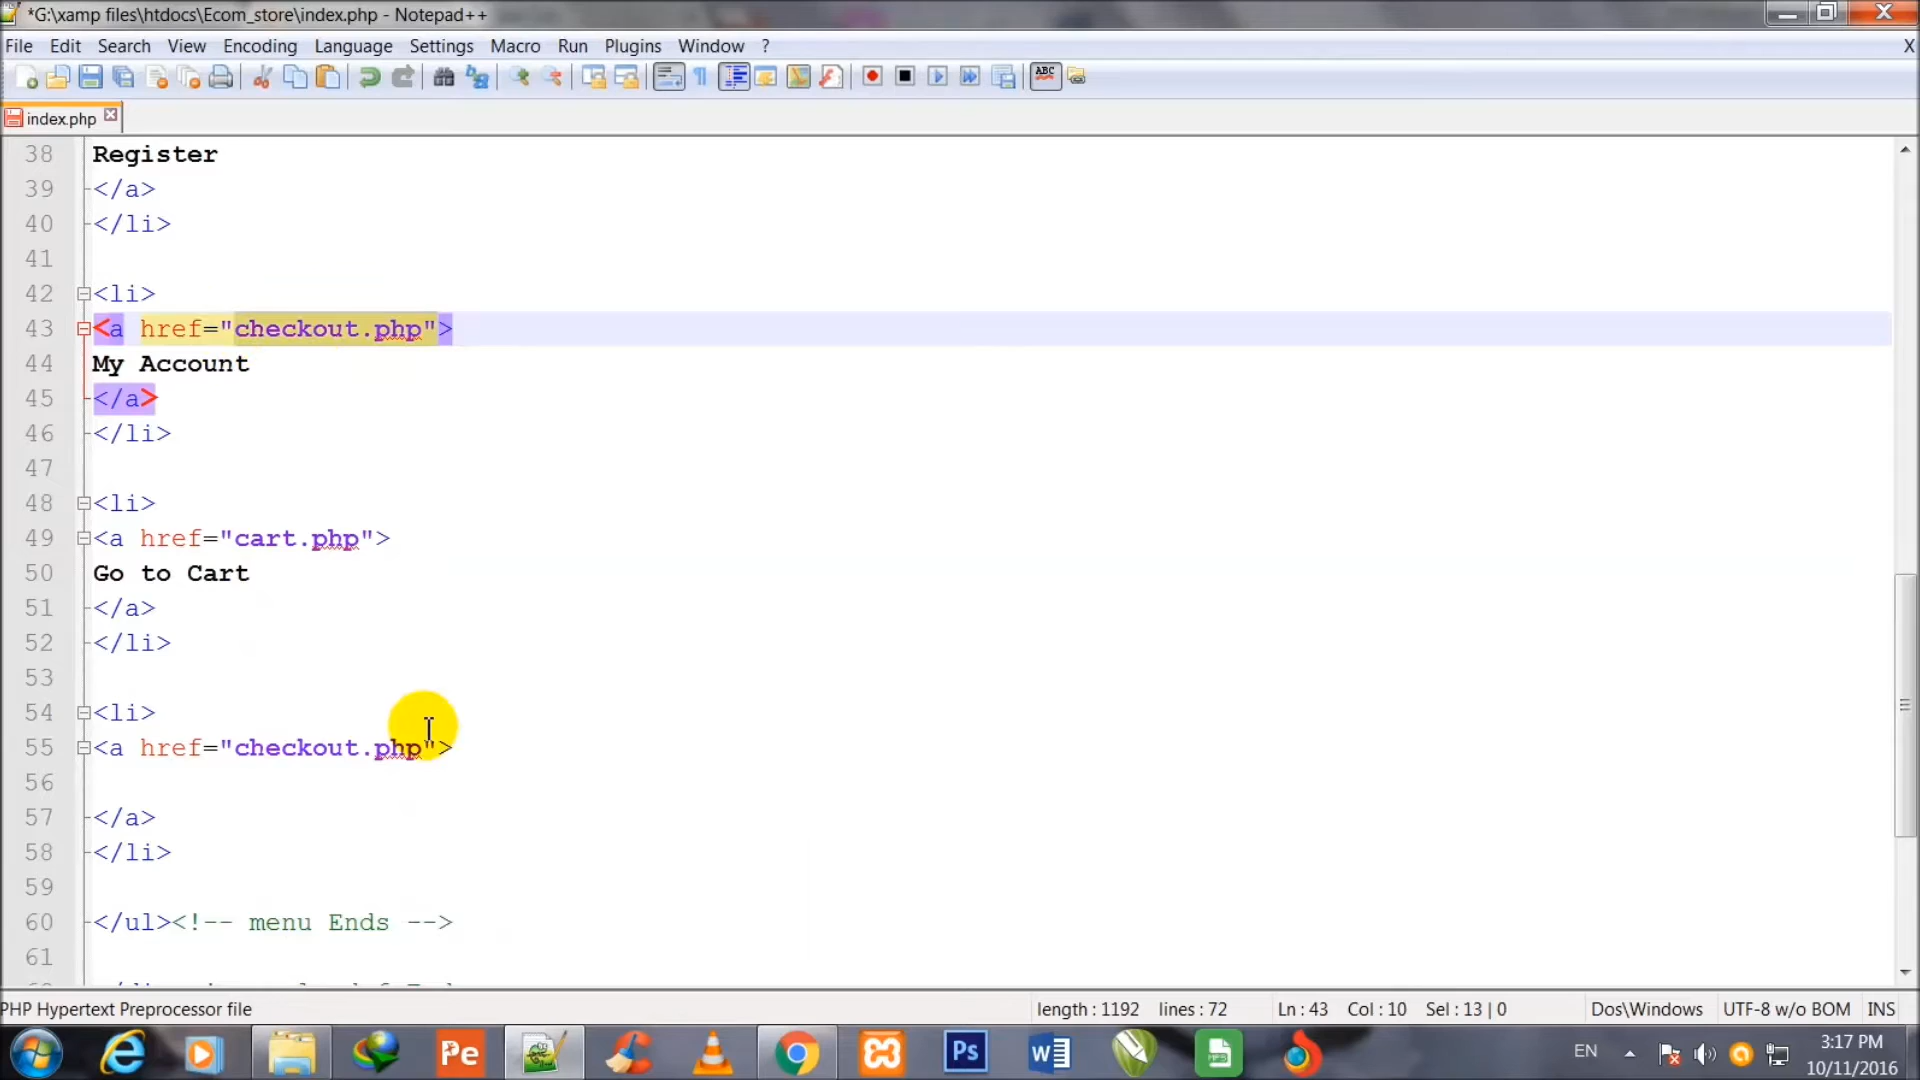 *G:\xamp files\htdocs\Ecom_store\index.php - Notepad++
File Edit Search View Encoding Language Settings Macro Run Plugins Window ? X
ABC
index.php
38 Register
39 </a>
40 </li>
41
42 <li>
43 <a href="checkout.php">
44 My Account
45 </a>
46 </li>
47
48 <li>
49 <a href="cart.php">
50 Go to Cart
51 </a>
52 </li>
53
54 <li>
55 <a href="checkout.php">
56
57 </a>
58 </li>
59
60 </ul><!-- menu Ends -->
61
PHP Hypertext Preprocessor file length : 1192 lines : 72 Ln : 43 Col : 10 Sel : 13 | 0 Dos\Windows UTF-8 w/o BOM INS
Pe Ps W EN 3:17 PM
10/11/2016